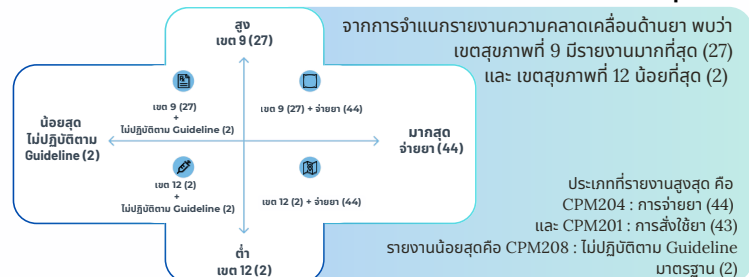 สูง
เขต 9 (27)
จากการจำแนกรายงานความคลาดเคลื่อนด้านยา พบว่า
เขตสุขภาพที่ 9 มีรายงานมากที่สุด (27)
และ เขตสุขภาพที่ 12 น้อยที่สุด (2)
เขต 9 (27)
+
ไม่ปฏิบัติตาม Guideline (2)
เขต 9 (27) + จ่ายยา (44)
น้อยสุด
ไม่ปฏิบัติตาม
Guideline (2)
มากสุด
จ่ายยา (44)
เขต 12 (2)
+
ไม่ปฏิบัติตาม Guideline (2)
เขต 12 (2) + จ่ายยา (44)
ต่ำ
เขต 12 (2)
ประเภทที่รายงานสูงสุด คือ
CPM204 : การจ่ายยา (44)
และ CPM201 : การสั่งใช้ยา (43)
รายงานน้อยสุดคือ CPM208 : ไม่ปฏิบัติตาม Guideline
มาตรฐาน (2)